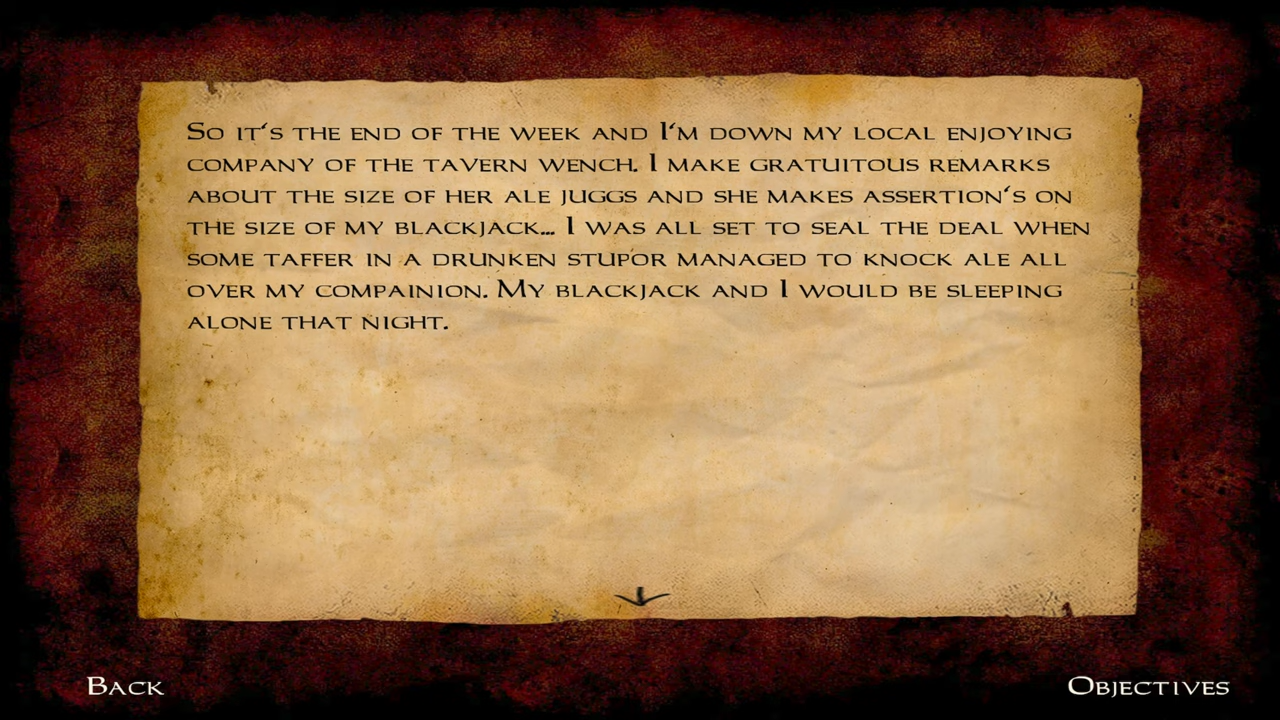 So it's the end of the week and I'm down my local enjoying
company of the tavern wench. I make gratuitous remarks
about the size of her ale juggs and she makes assertion's on
the size of my blackjack... I was all set to seal the deal when
some taffer in a drunken stupor managed to knock ale all
over my compainion. My blackjack and I would be sleeping
alone that night.
Back
Objectives